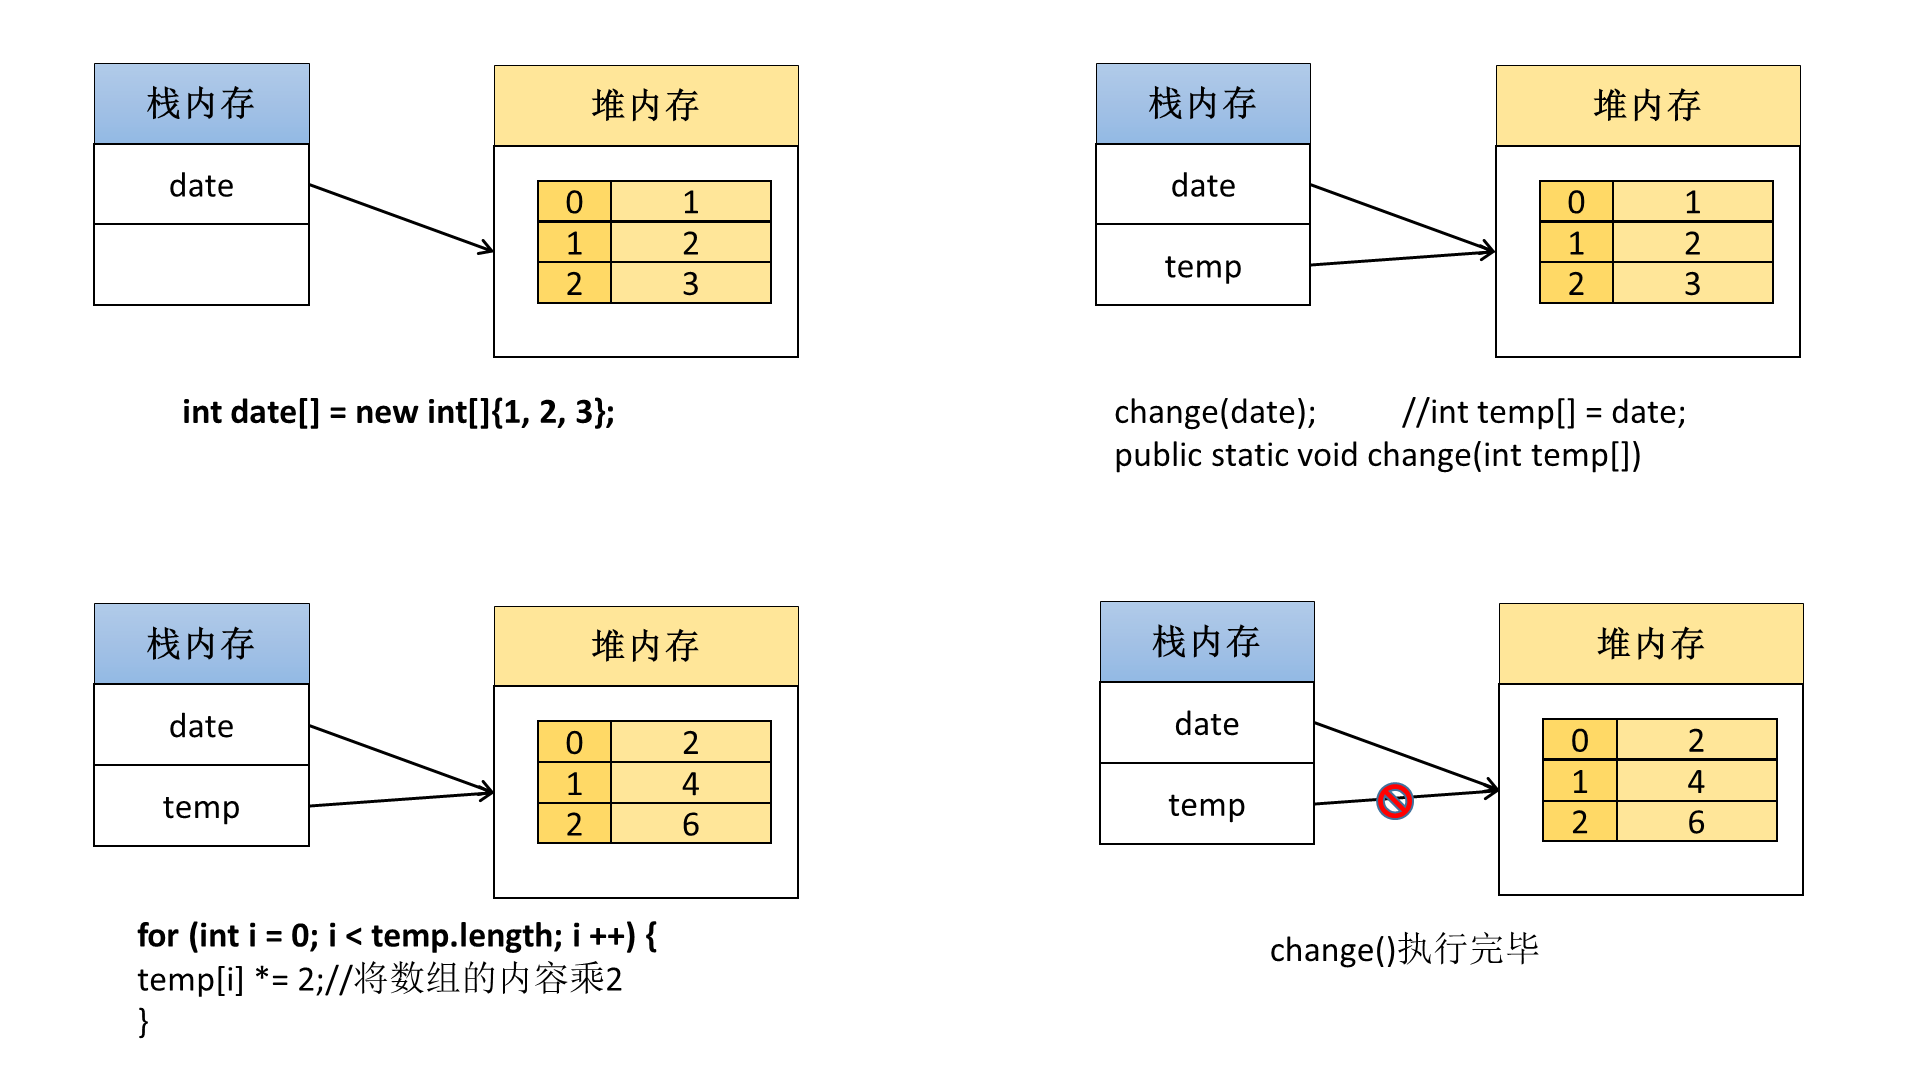 栈内存
堆内存
date
0 1
1 2
2 3
int date[] = new int[]{1, 2, 3};
栈内存
堆内存
date
temp
0 1
1 2
2 3
change(date); //int temp[] = date;
public static void change(int temp[])
栈内存
堆内存
date
temp
0 2
1 4
2 6
for (int i = 0; i < temp.length; i ++) {
temp[i] *= 2;//将数组的内容乘2
}
栈内存
堆内存
date
temp
0 2
1 4
2 6
change()执行完毕